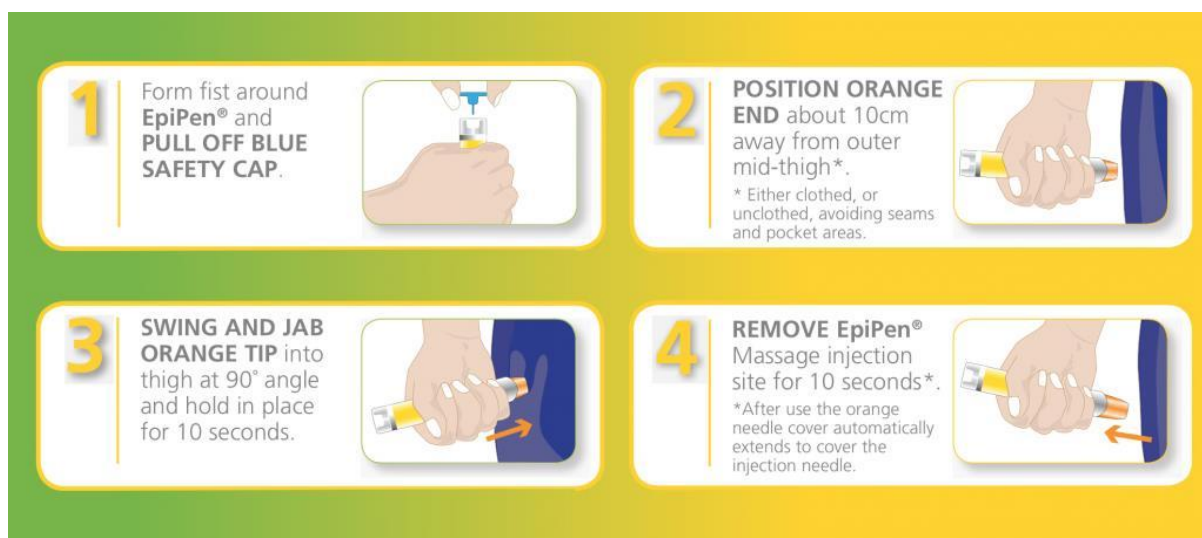 1
Form fist around
EpiPen® and
PULL OFF BLUE
SAFETY CAP.
2
POSITION ORANGE
END about 10cm
away from outer
mid-thigh*.
* Either clothed, or
unclothed, avoiding seams
and pocket areas.
3
SWING AND JAB
ORANGE TIP into
thigh at 90° angle
and hold in place
for 10 seconds.
4
REMOVE EpiPen®
Massage injection
site for 10 seconds*.
*After use the orange
needle cover automatically
extends to cover the
injection needle.